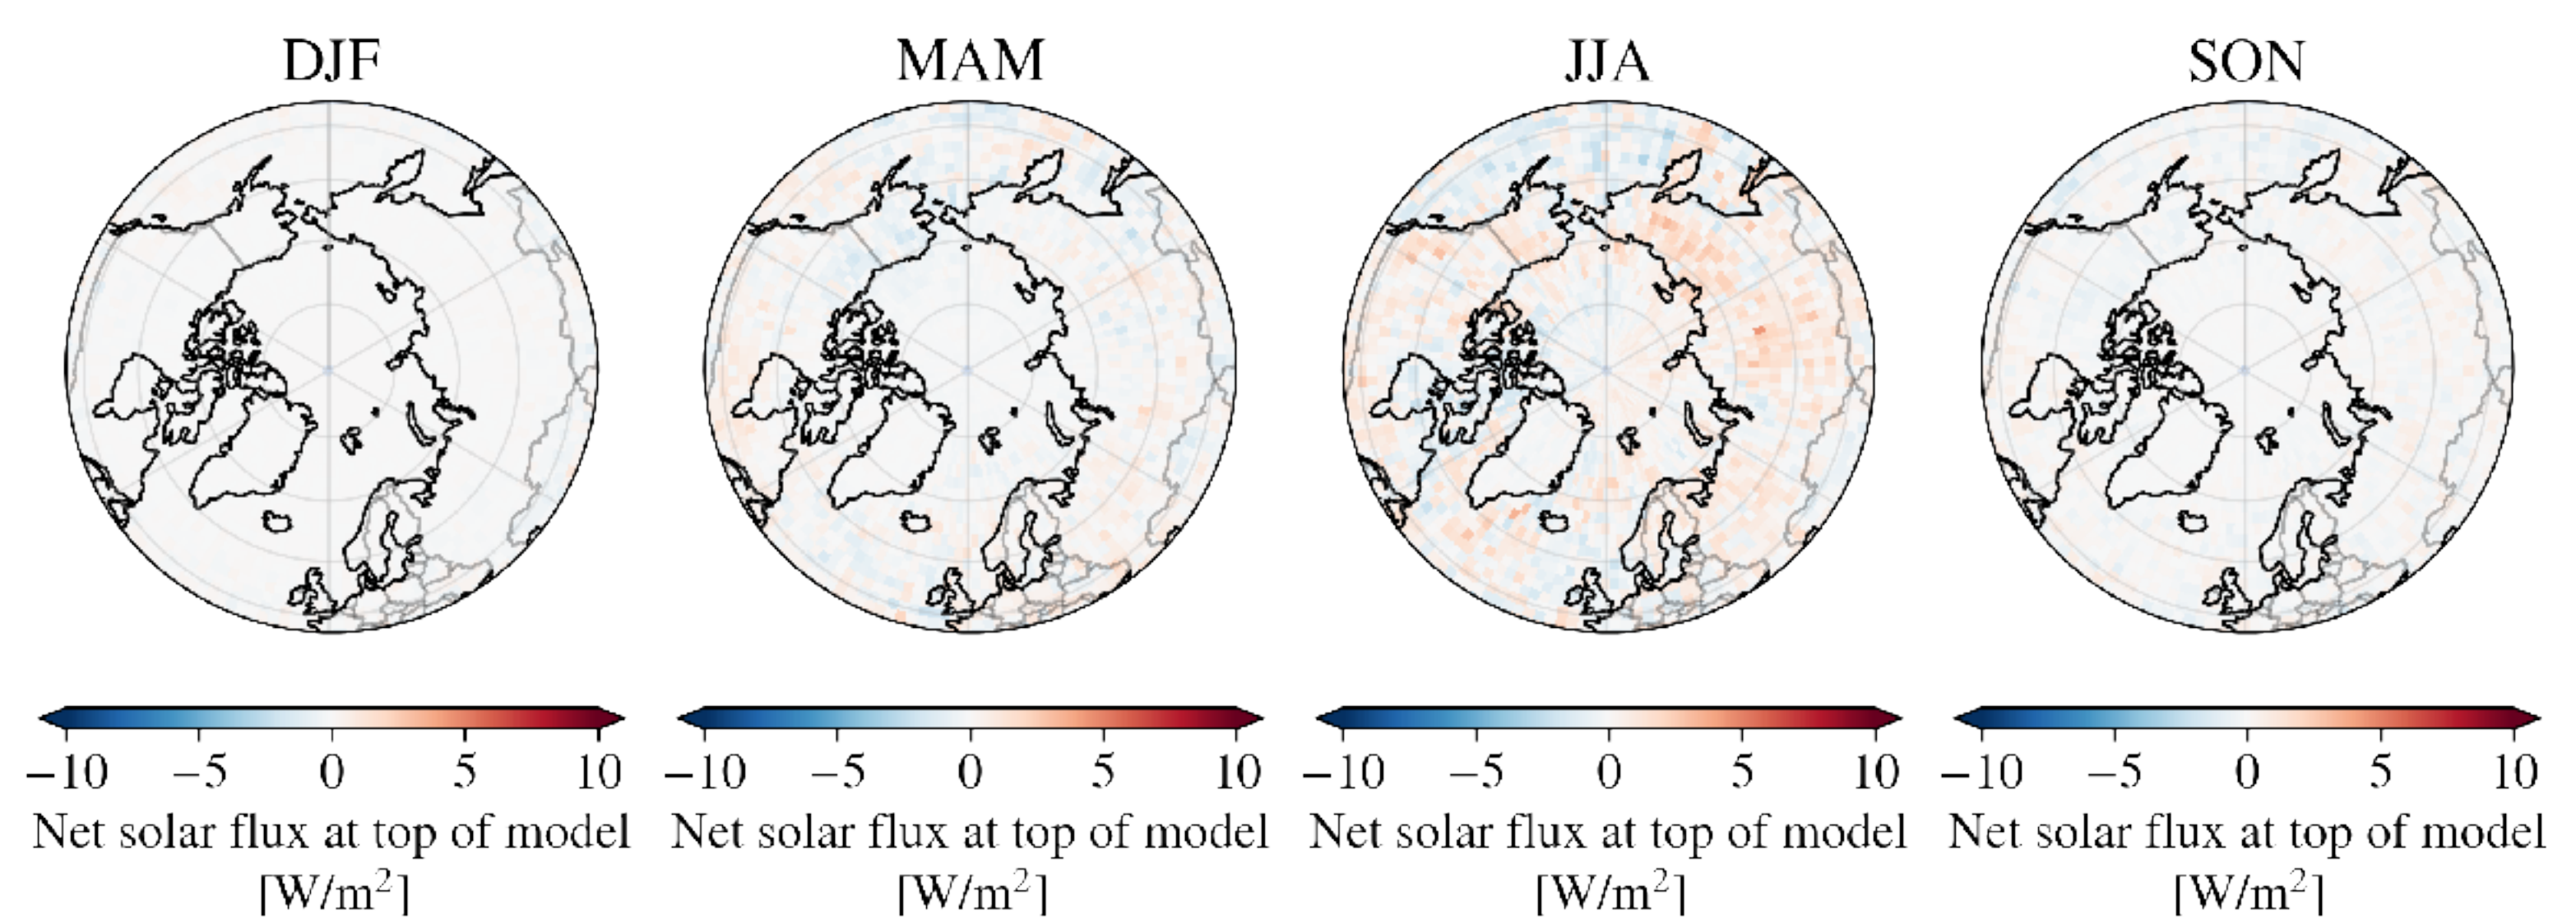 DJF MAM JJA SON
−10 −5 0 5 10 −10 −5 0 5 10 −10 −5 0 5 10 −10 −5 0 5 10
Net solar flux at top of model Net solar flux at top of model Net solar flux at top of model Net solar flux at top of model
[W/m²] [W/m²] [W/m²] [W/m²]